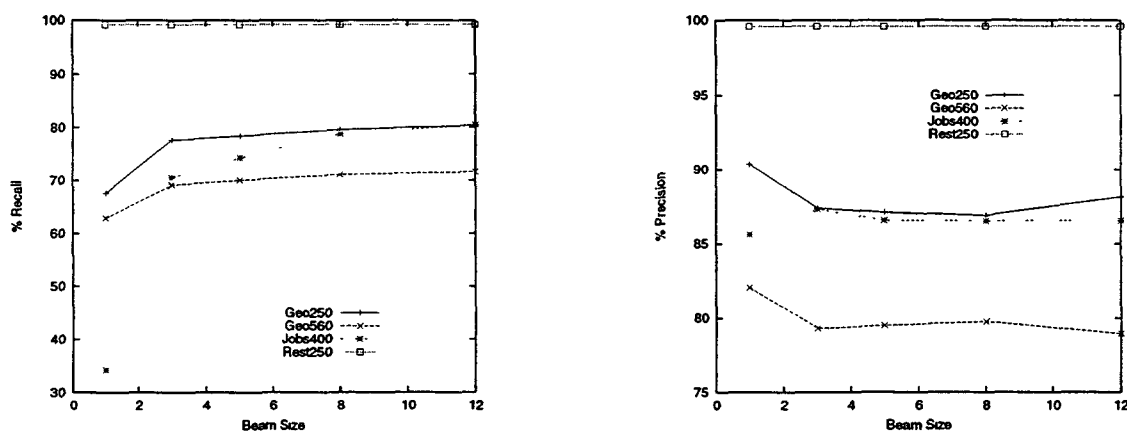 100
90
80
70
60
50
40
30
% Recall
Geo250
Geo560
Jobs400
Rest250
0 2 4 6 8 10 12
Beam Size
100
95
90
85
80
75
% Precision
Geo250
Geo560
Jobs400
Rest250
0 2 4 6 8 10 12
Beam Size